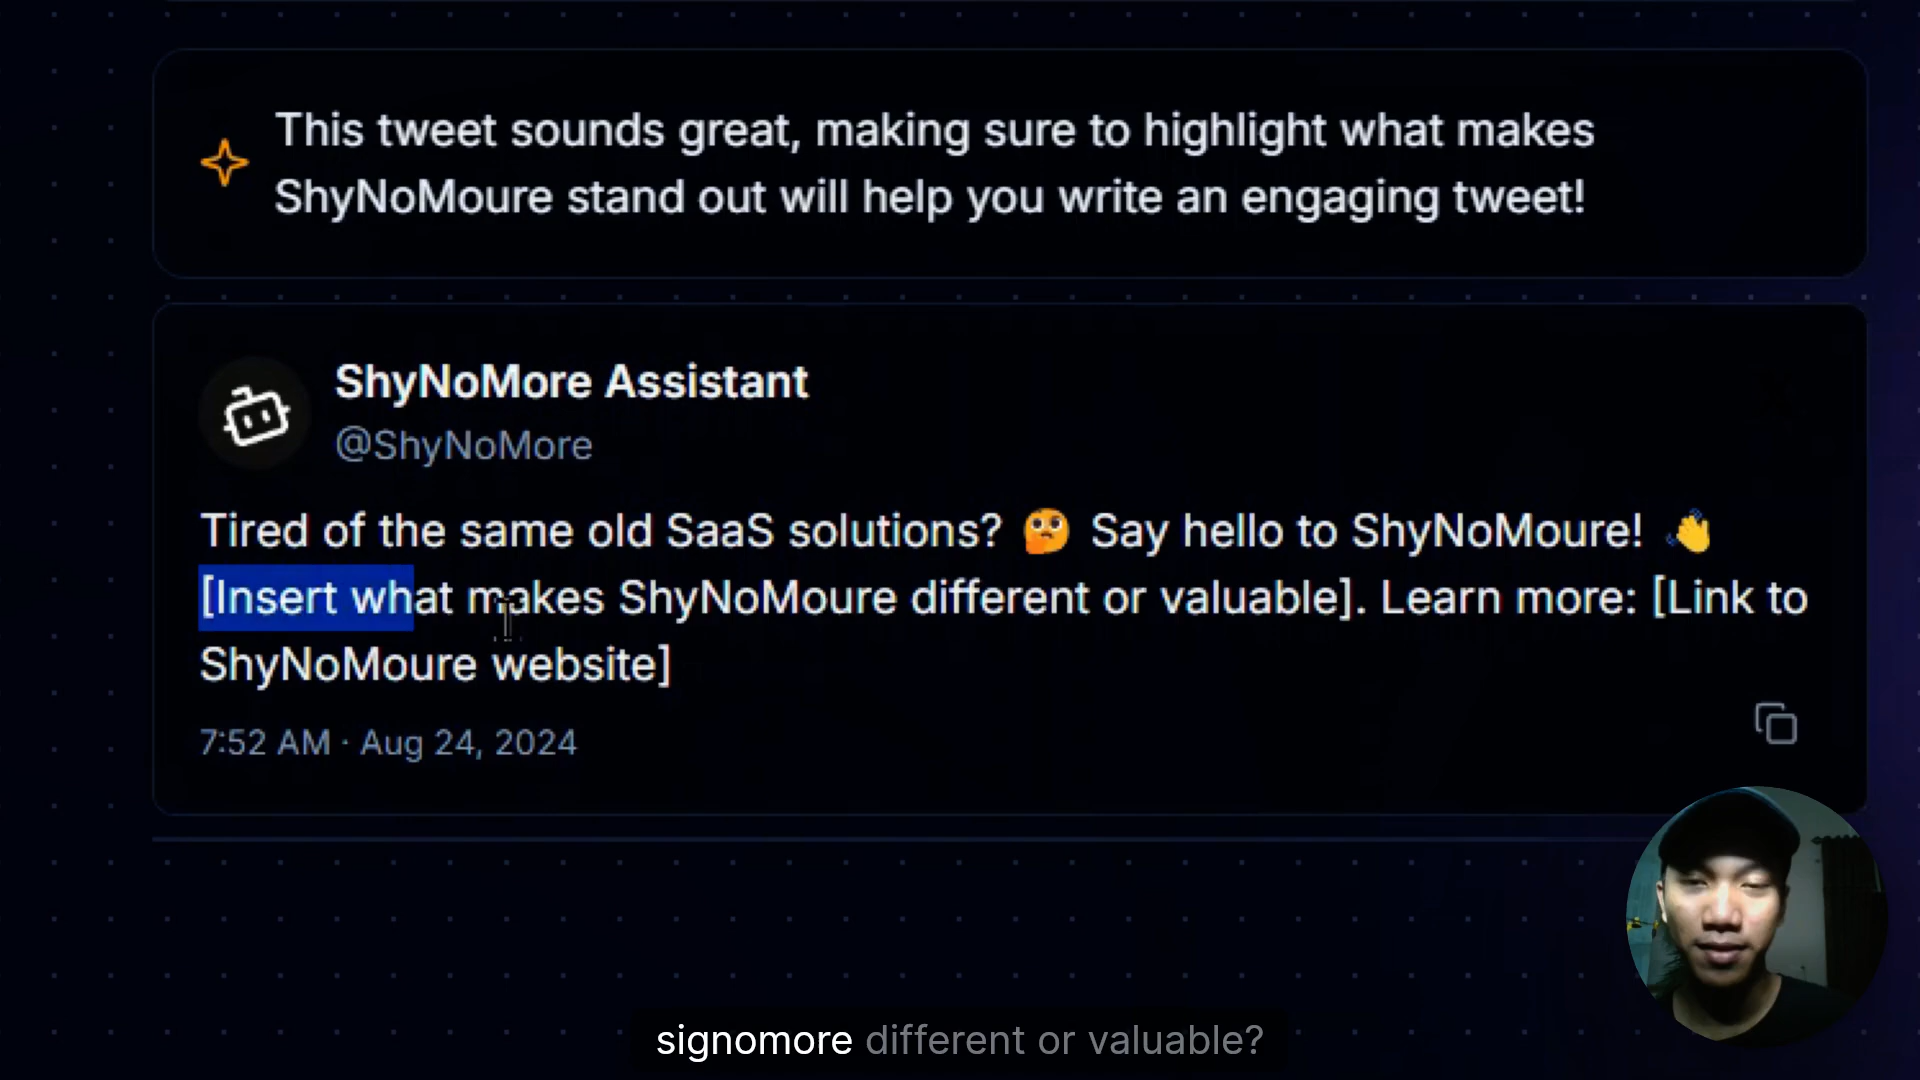 This tweet sounds great, making sure to highlight what makes
ShyNoMoure stand out will help you write an engaging tweet!
ShyNoMore Assistant
@ShyNoMore
Tired of the same old SaaS solutions? 🤔 Say hello to ShyNoMoure! 👋
[Insert what makes ShyNoMoure different or valuable]. Learn more: [Link to
ShyNoMoure website]
7:52 AM · Aug 24, 2024
signomore different or valuable?